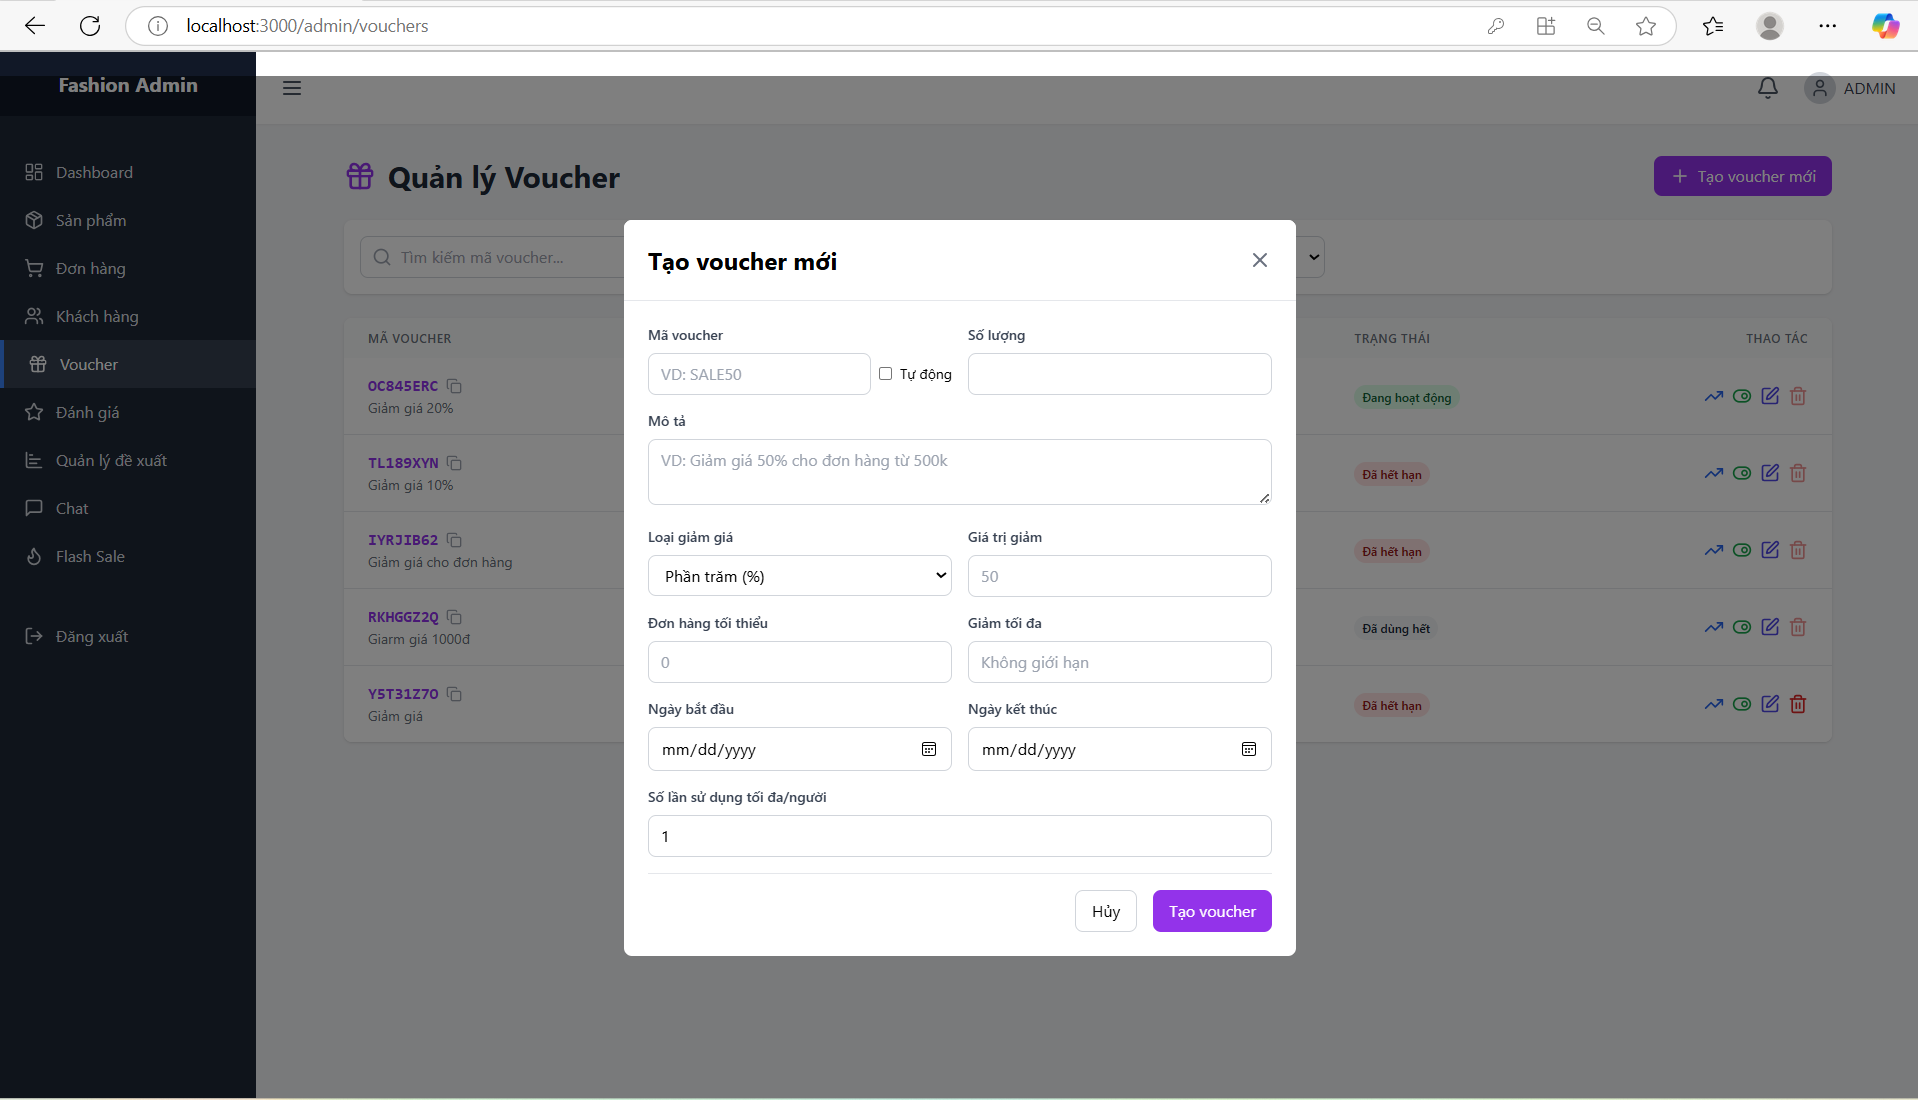 localhost:3000/admin/vouchers
Fashion Admin
ADMIN
Dashboard
Sản phẩm
Đơn hàng
Khách hàng
Voucher
Đánh giá
Quản lý đề xuất
Chat
Flash Sale
Đăng xuất
Quản lý Voucher
Tạo voucher mới
Tìm kiếm mã voucher...
MÃ VOUCHER
TRẠNG THÁI
THAO TÁC
OC845ERC
Giảm giá 20%
Đang hoạt động
TL189XYN
Giảm giá 10%
Đã hết hạn
IYRJIB62
Giảm giá cho đơn hàng
Đã hết hạn
RKHGGZ2Q
Giarm giá 1000đ
Đã dùng hết
Y5T31Z7O
Giảm giá
Đã hết hạn
Tạo voucher mới
Mã voucher
VD: SALE50
Tự động
Số lượng
Mô tả
VD: Giảm giá 50% cho đơn hàng từ 500k
Loại giảm giá
Phần trăm (%)
Giá trị giảm
50
Đơn hàng tối thiểu
0
Giảm tối đa
Không giới hạn
Ngày bắt đầu
mm/dd/yyyy
Ngày kết thúc
mm/dd/yyyy
Số lần sử dụng tối đa/người
1
Hủy
Tạo voucher